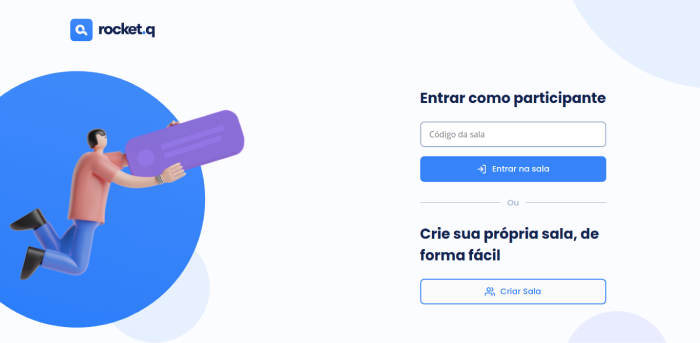 rocket.q
Entrar como participante
Código da sala
Entrar na sala
Ou
Crie sua própria sala, de
forma fácil
Criar Sala